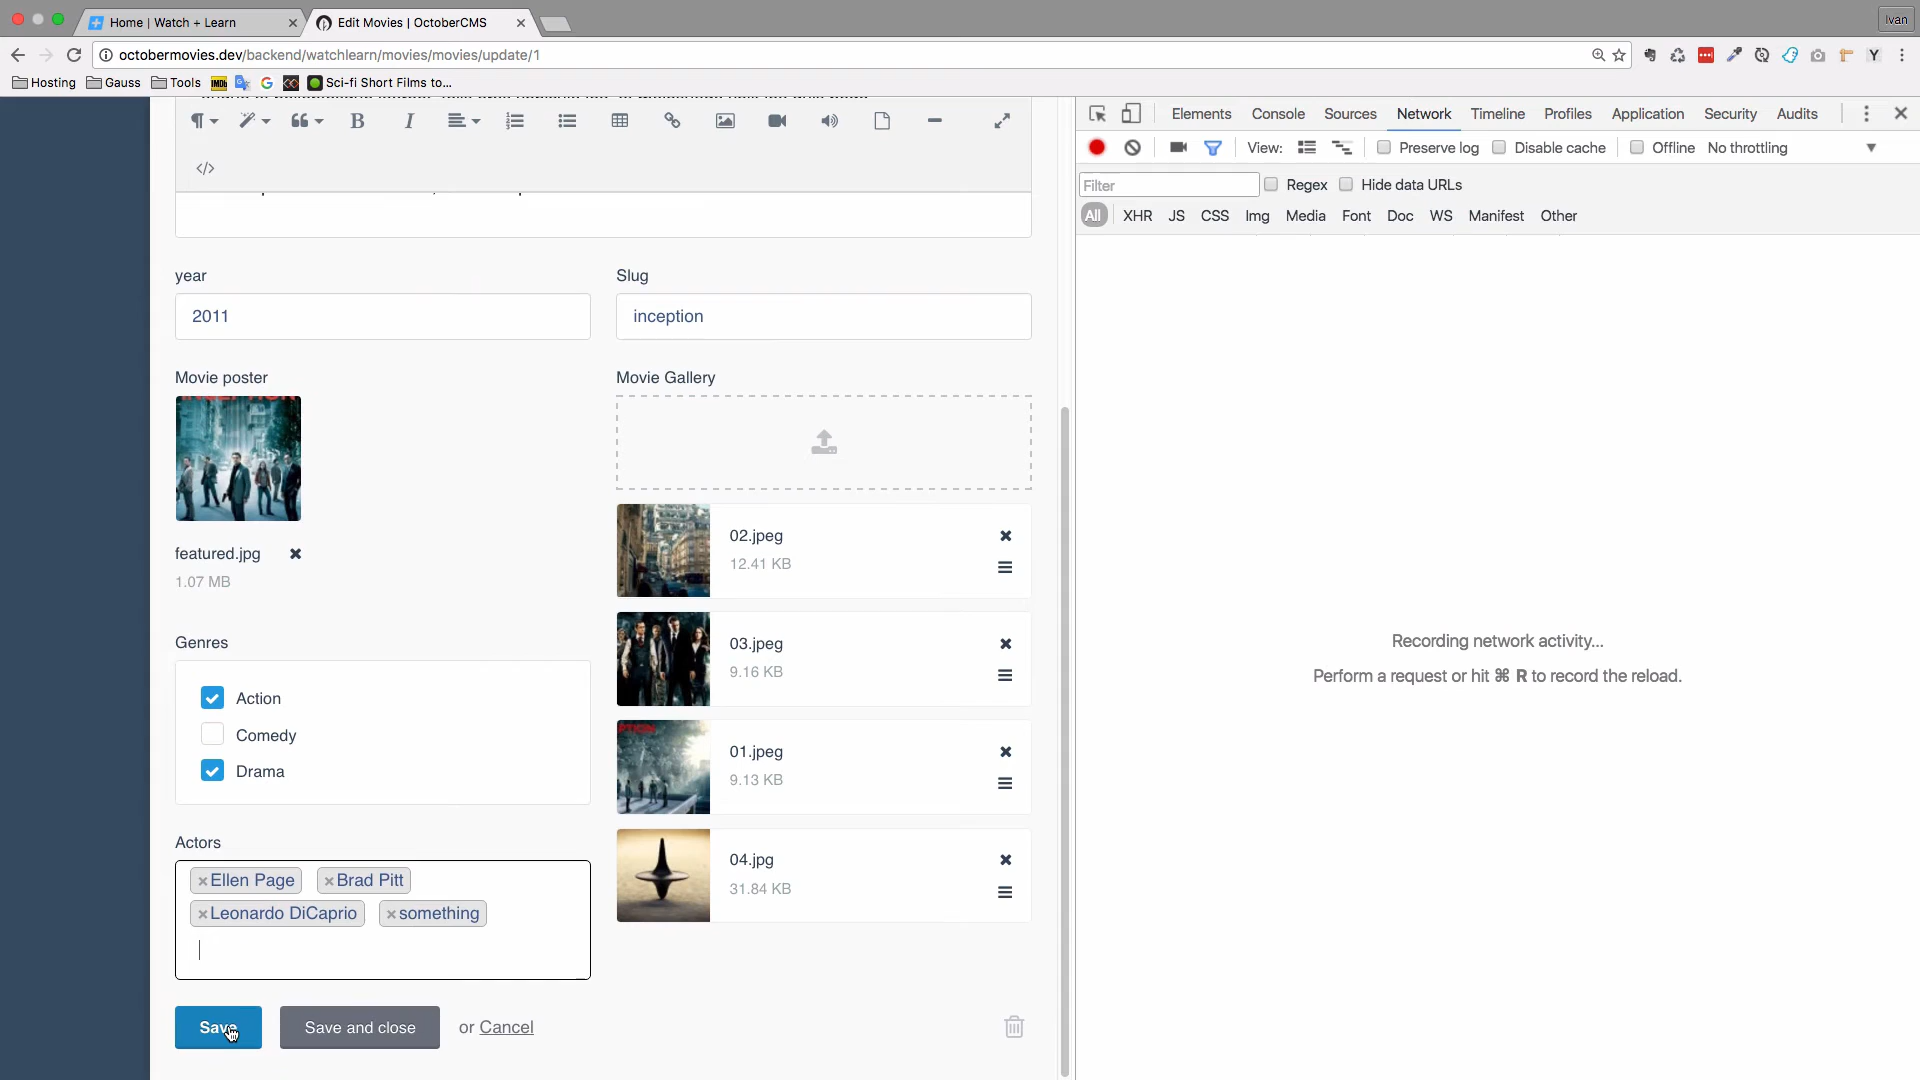 Home | Watch + Learn
Edit Movies | OctoberCMS
Ivan
octobermovies.dev/backend/watchlearn/movies/movies/update/1
Hosting Gauss Tools IMDb Sci-fi Short Films to...
Elements Console Sources Network Timeline Profiles Application Security Audits
View: Preserve log Disable cache Offline No throttling
Filter Regex Hide data URLs
All XHR JS CSS Img Media Font Doc WS Manifest Other
year Slug
2011 inception
Movie poster Movie Gallery
featured.jpg
1.07 MB
02.jpeg
12.41 KB
03.jpeg
9.16 KB
01.jpeg
9.13 KB
04.jpg
31.84 KB
Genres
Action
Comedy
Drama
Actors
×Ellen Page ×Brad Pitt
×Leonardo DiCaprio ×something
Save Save and close or Cancel
Recording network activity...
Perform a request or hit ⌘ R to record the reload.